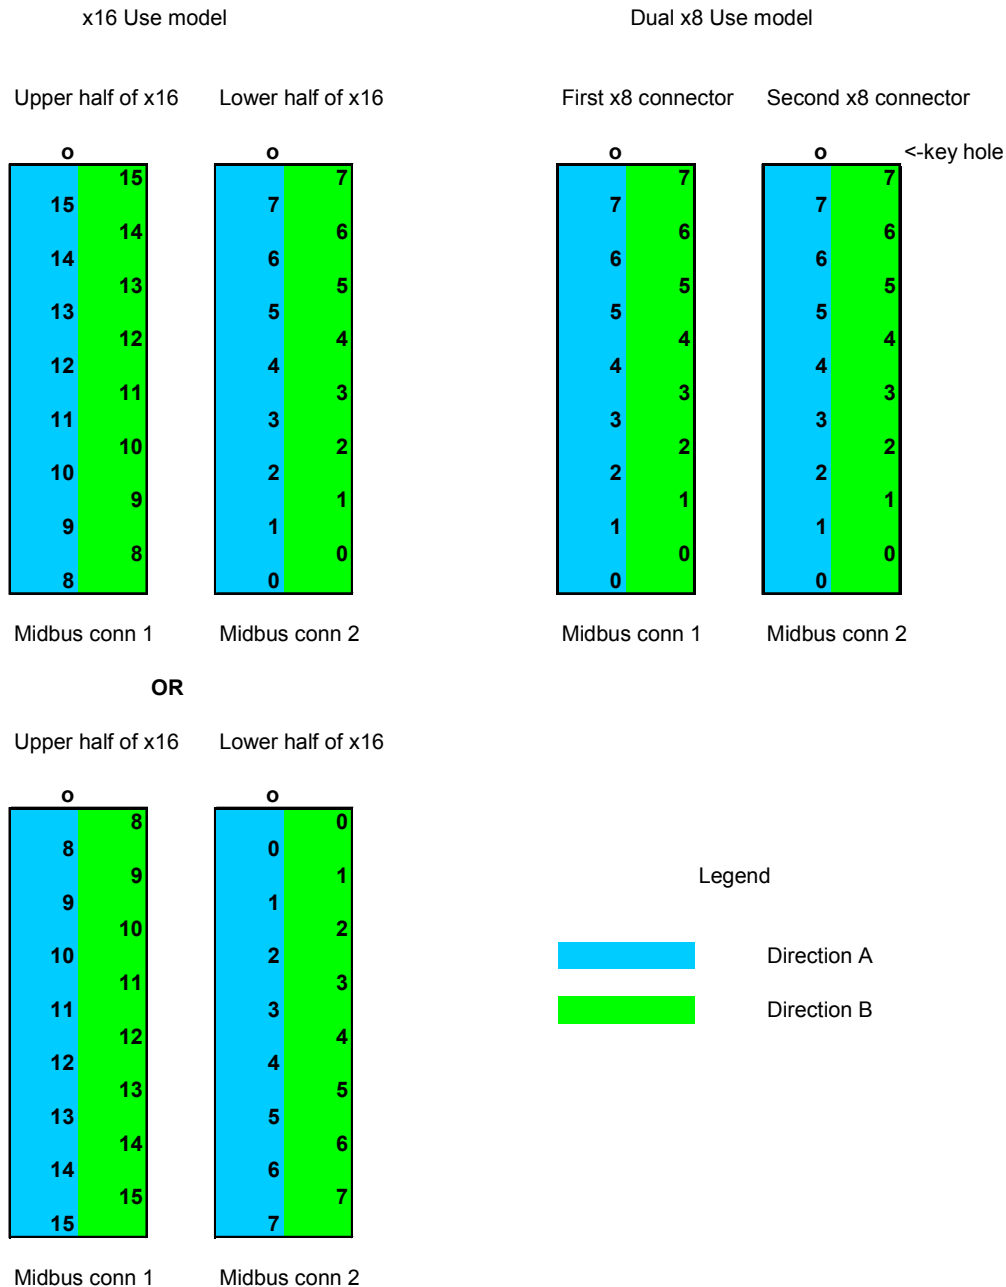 x16 Use model Dual x8 Use model
Upper half of x16 Lower half of x16 First x8 connector Second x8 connector
o o o o <-key hole
15 7 7 7
15 7 7 7
14 6 6 6
14 6 6 6
13 5 5 5
13 5 5 5
12 4 4 4
12 4 4 4
11 3 3 3
11 3 3 3
10 2 2 2
10 2 2 2
9 1 1 1
9 1 1 1
8 0 0 0
8 0 0 0
Midbus conn 1 Midbus conn 2 Midbus conn 1 Midbus conn 2
OR
Upper half of x16 Lower half of x16
o o
8 0
8 0
9 1
Legend
9 1
10 2
10 2
Direction A
11 3
11 3
Direction B
12 4
12 4
13 5
13 5
14 6
14 6
15 7
15 7
Midbus conn 1 Midbus conn 2